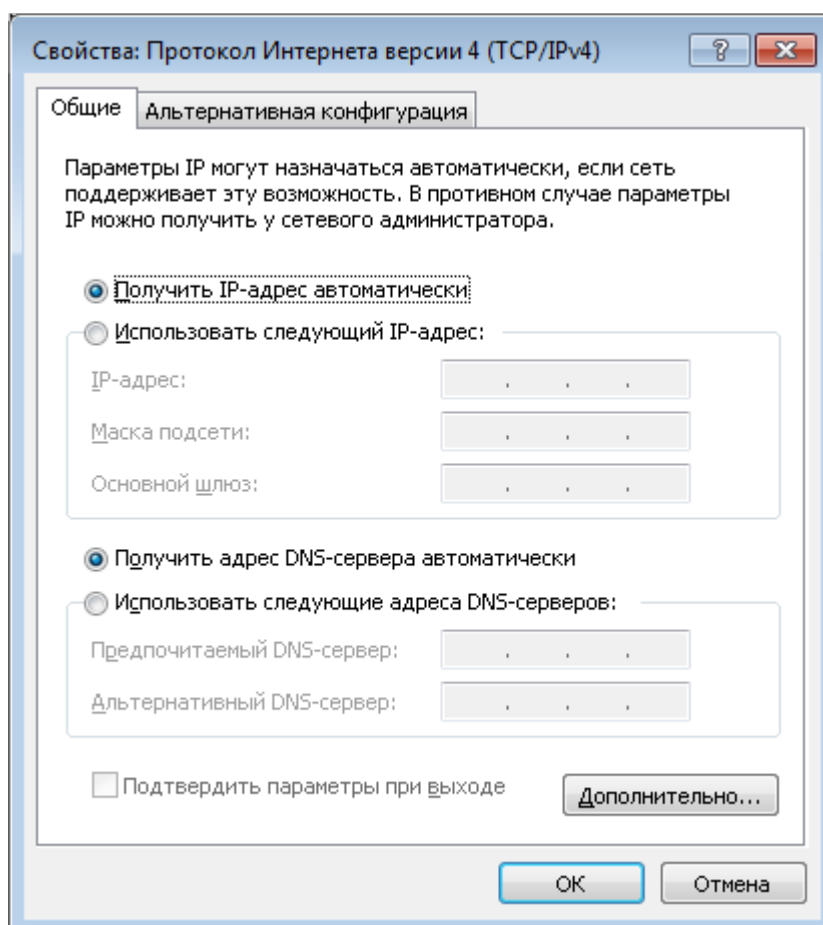 Свойства: Протокол Интернета версии 4 (TCP/IPv4)
Общие
Альтернативная конфигурация
Параметры IP могут назначаться автоматически, если сеть
поддерживает эту возможность. В противном случае параметры
IP можно получить у сетевого администратора.
Получить IP-адрес автоматически
Использовать следующий IP-адрес:
IP-адрес:
Маска подсети:
Основной шлюз:
Получить адрес DNS-сервера автоматически
Использовать следующие адреса DNS-серверов:
Предпочитаемый DNS-сервер:
Альтернативный DNS-сервер:
Подтвердить параметры при выходе
Дополнительно...
ОК
Отмена